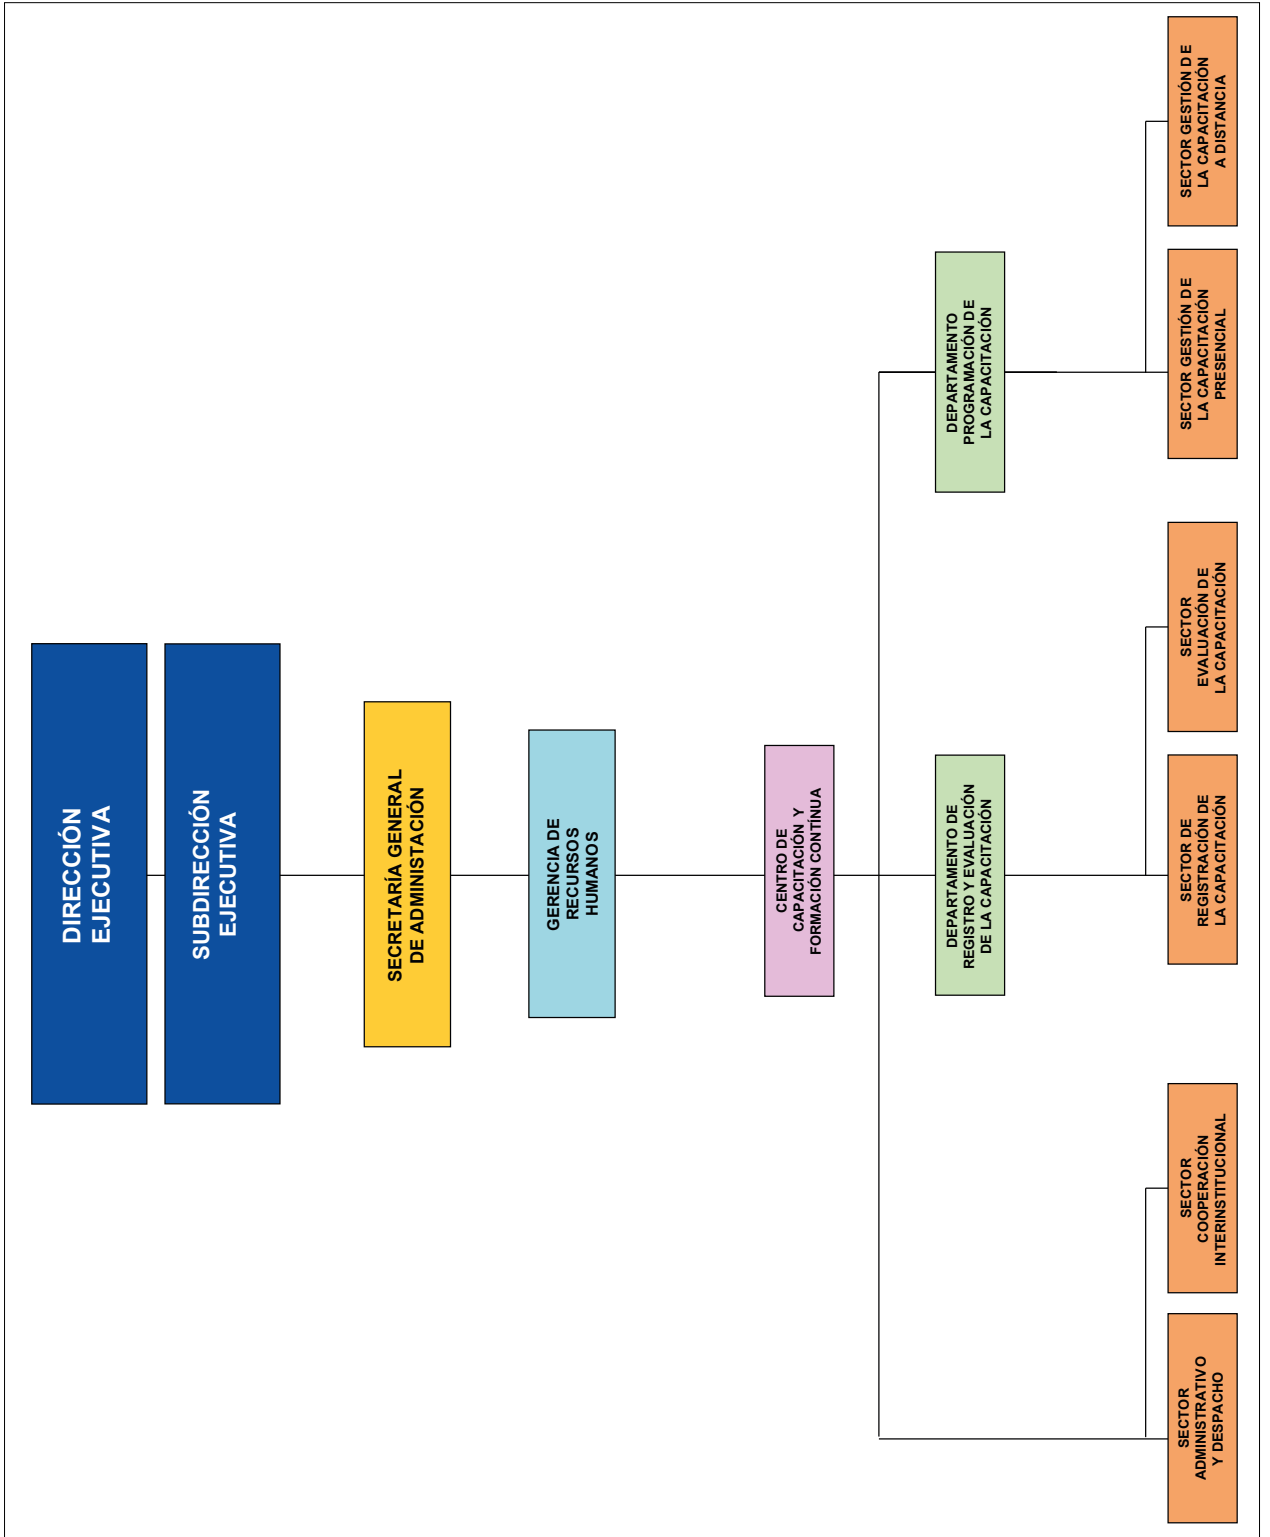 DIRECCIÓN
EJECUTIVA
SUBDIRECCIÓN
EJECUTIVA
SECRETARÍA GENERAL
DE ADMINISTACIÓN
GERENCIA DE
RECURSOS
HUMANOS
CENTRO DE
CAPACITACIÓN Y
FORMACIÓN CONTÍNUA
DEPARTAMENTO DE
REGISTRO Y EVALUACIÓN
DE LA CAPACITACIÓN
DEPARTAMENTO
PROGRAMACIÓN DE
LA CAPACITACIÓN
SECTOR
ADMINISTRATIVO
Y DESPACHO
SECTOR
COOPERACIÓN
INTERINSTITUCIONAL
SECTOR DE
REGISTRACIÓN DE
LA CAPACITACIÓN
SECTOR
EVALUACIÓN DE
LA CAPACITACIÓN
SECTOR GESTIÓN DE
LA CAPACITACIÓN
PRESENCIAL
SECTOR GESTIÓN DE
LA CAPACITACIÓN
A DISTANCIA